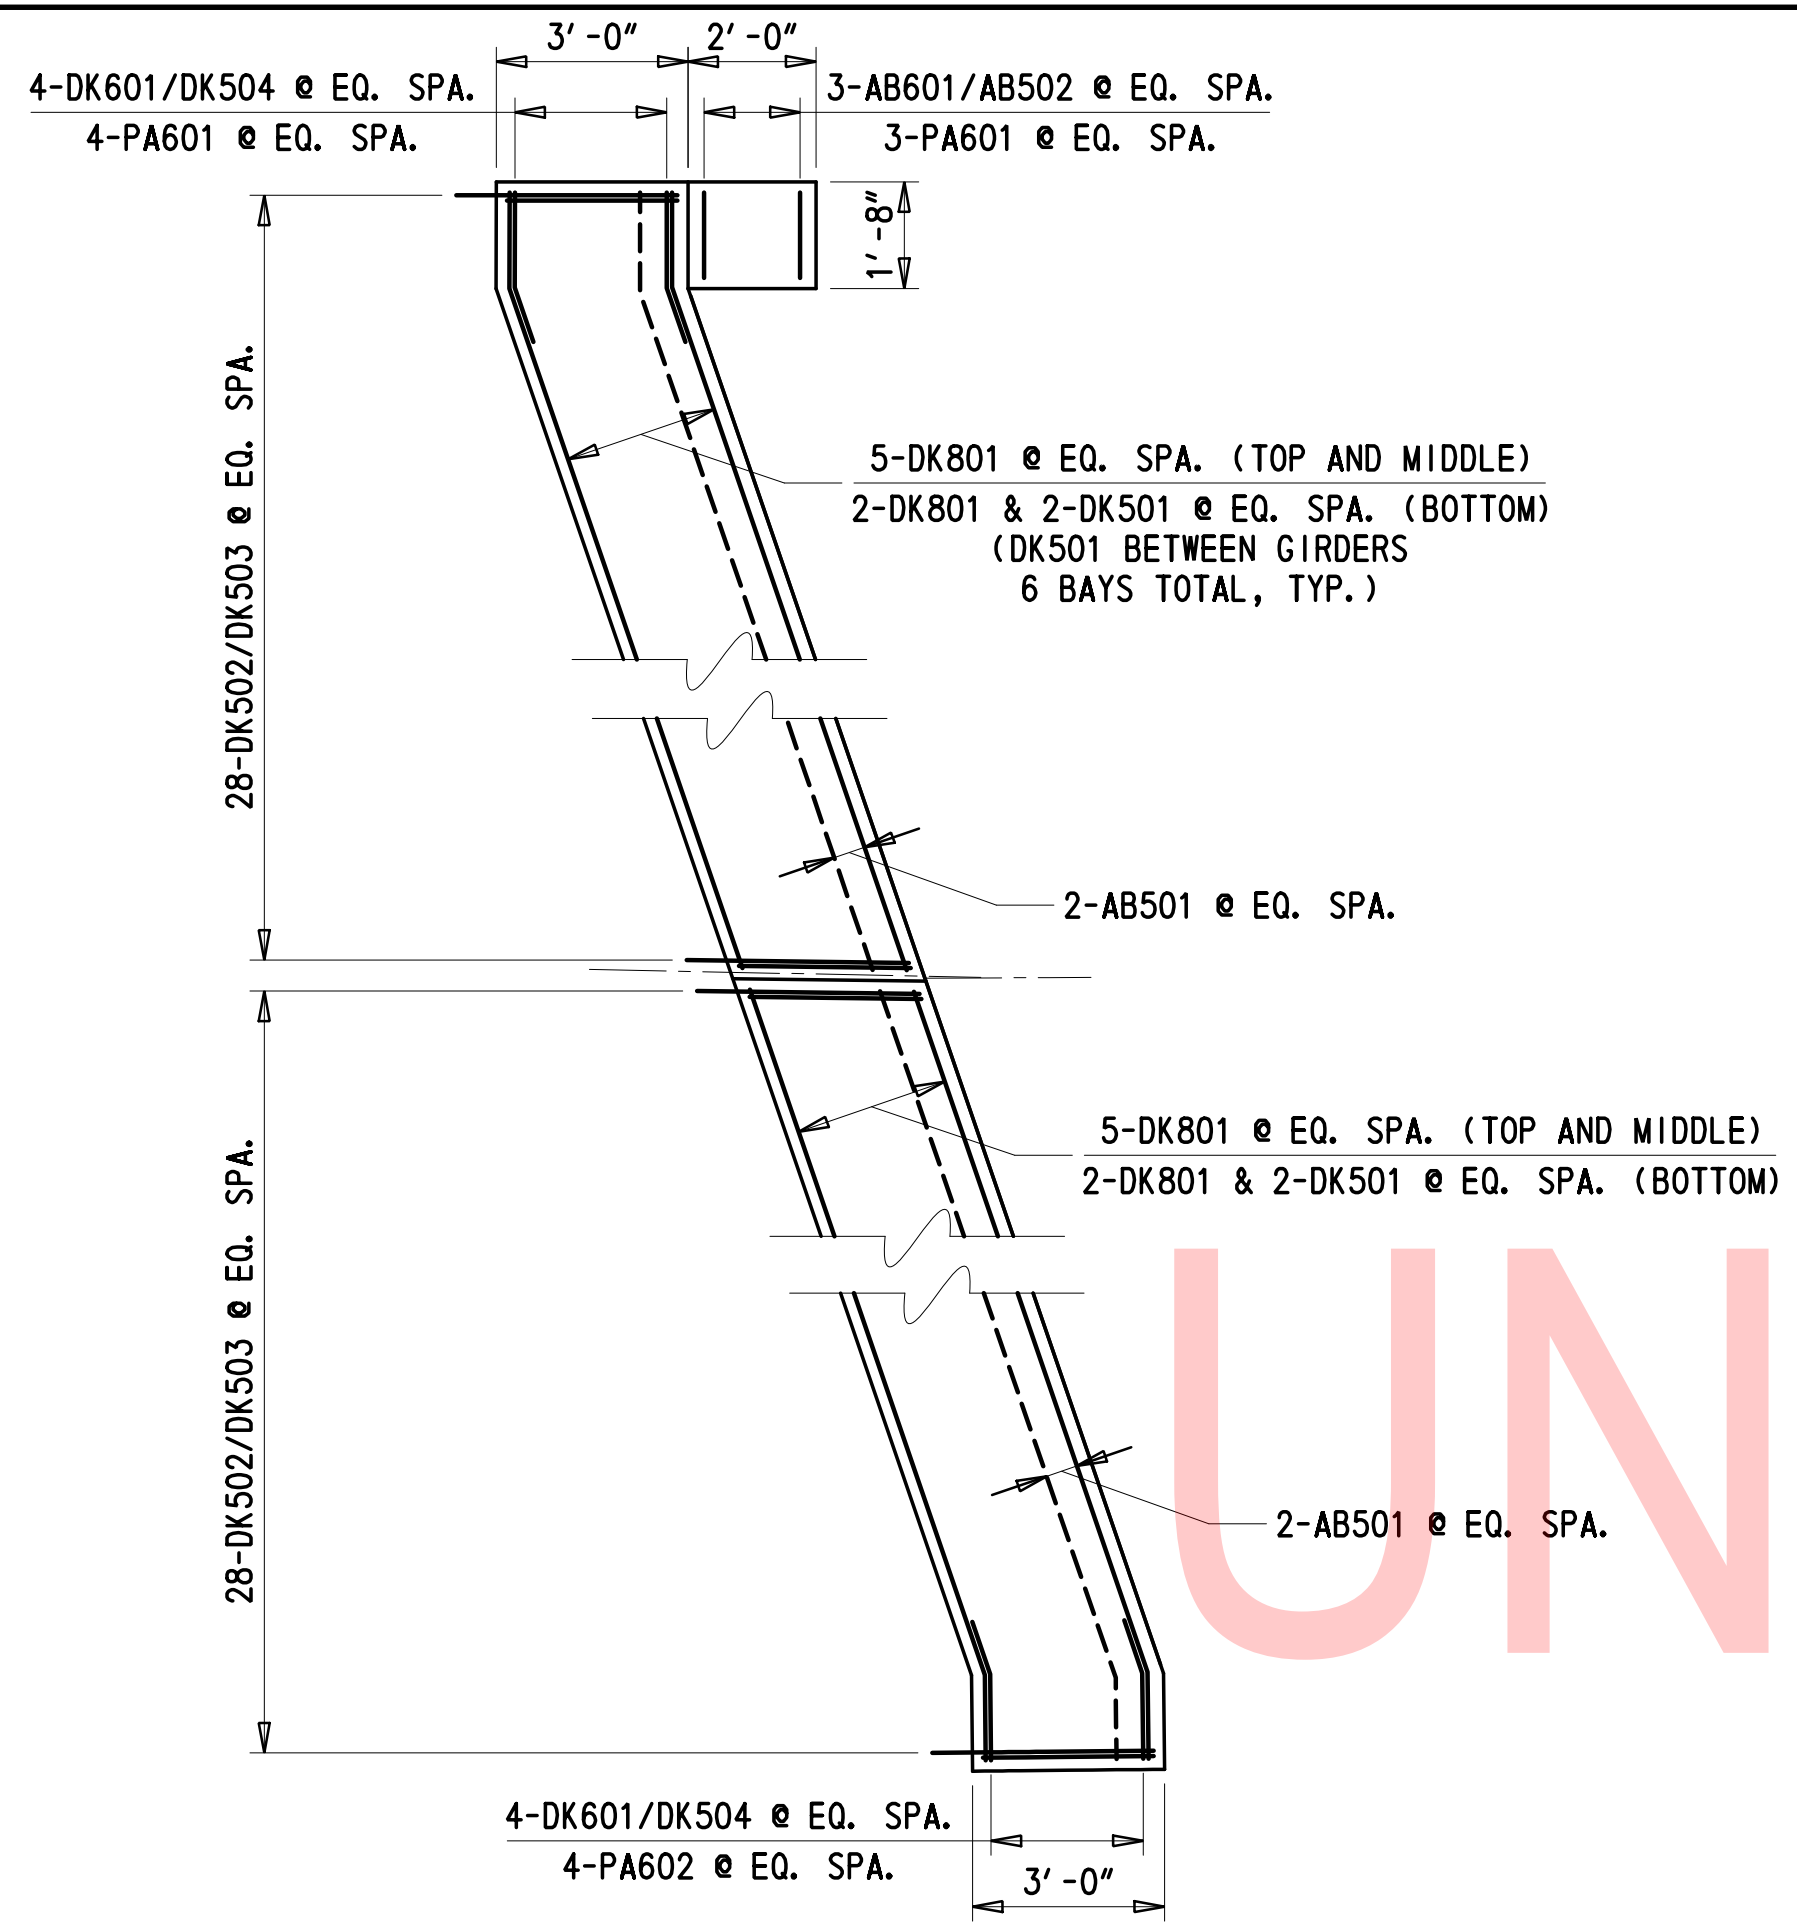 3'-0" 2'-0"
4-DK601/DK504 @ EQ. SPA.
4-PA601 @ EQ. SPA.
3-AB601/AB502 @ EQ. SPA.
3-PA601 @ EQ. SPA.
1'-8"
28-DK502/DK503 @ EQ. SPA.
5-DK801 @ EQ. SPA. (TOP AND MIDDLE)
2-DK801 & 2-DK501 @ EQ. SPA. (BOTTOM)
(DK501 BETWEEN GIRDERS
6 BAYS TOTAL, TYP.)
2-AB501 @ EQ. SPA.
28-DK502/DK503 @ EQ. SPA.
5-DK801 @ EQ. SPA. (TOP AND MIDDLE)
2-DK801 & 2-DK501 @ EQ. SPA. (BOTTOM)
UN
2-AB501 @ EQ. SPA.
4-DK601/DK504 @ EQ. SPA.
4-PA602 @ EQ. SPA.
3'-0"